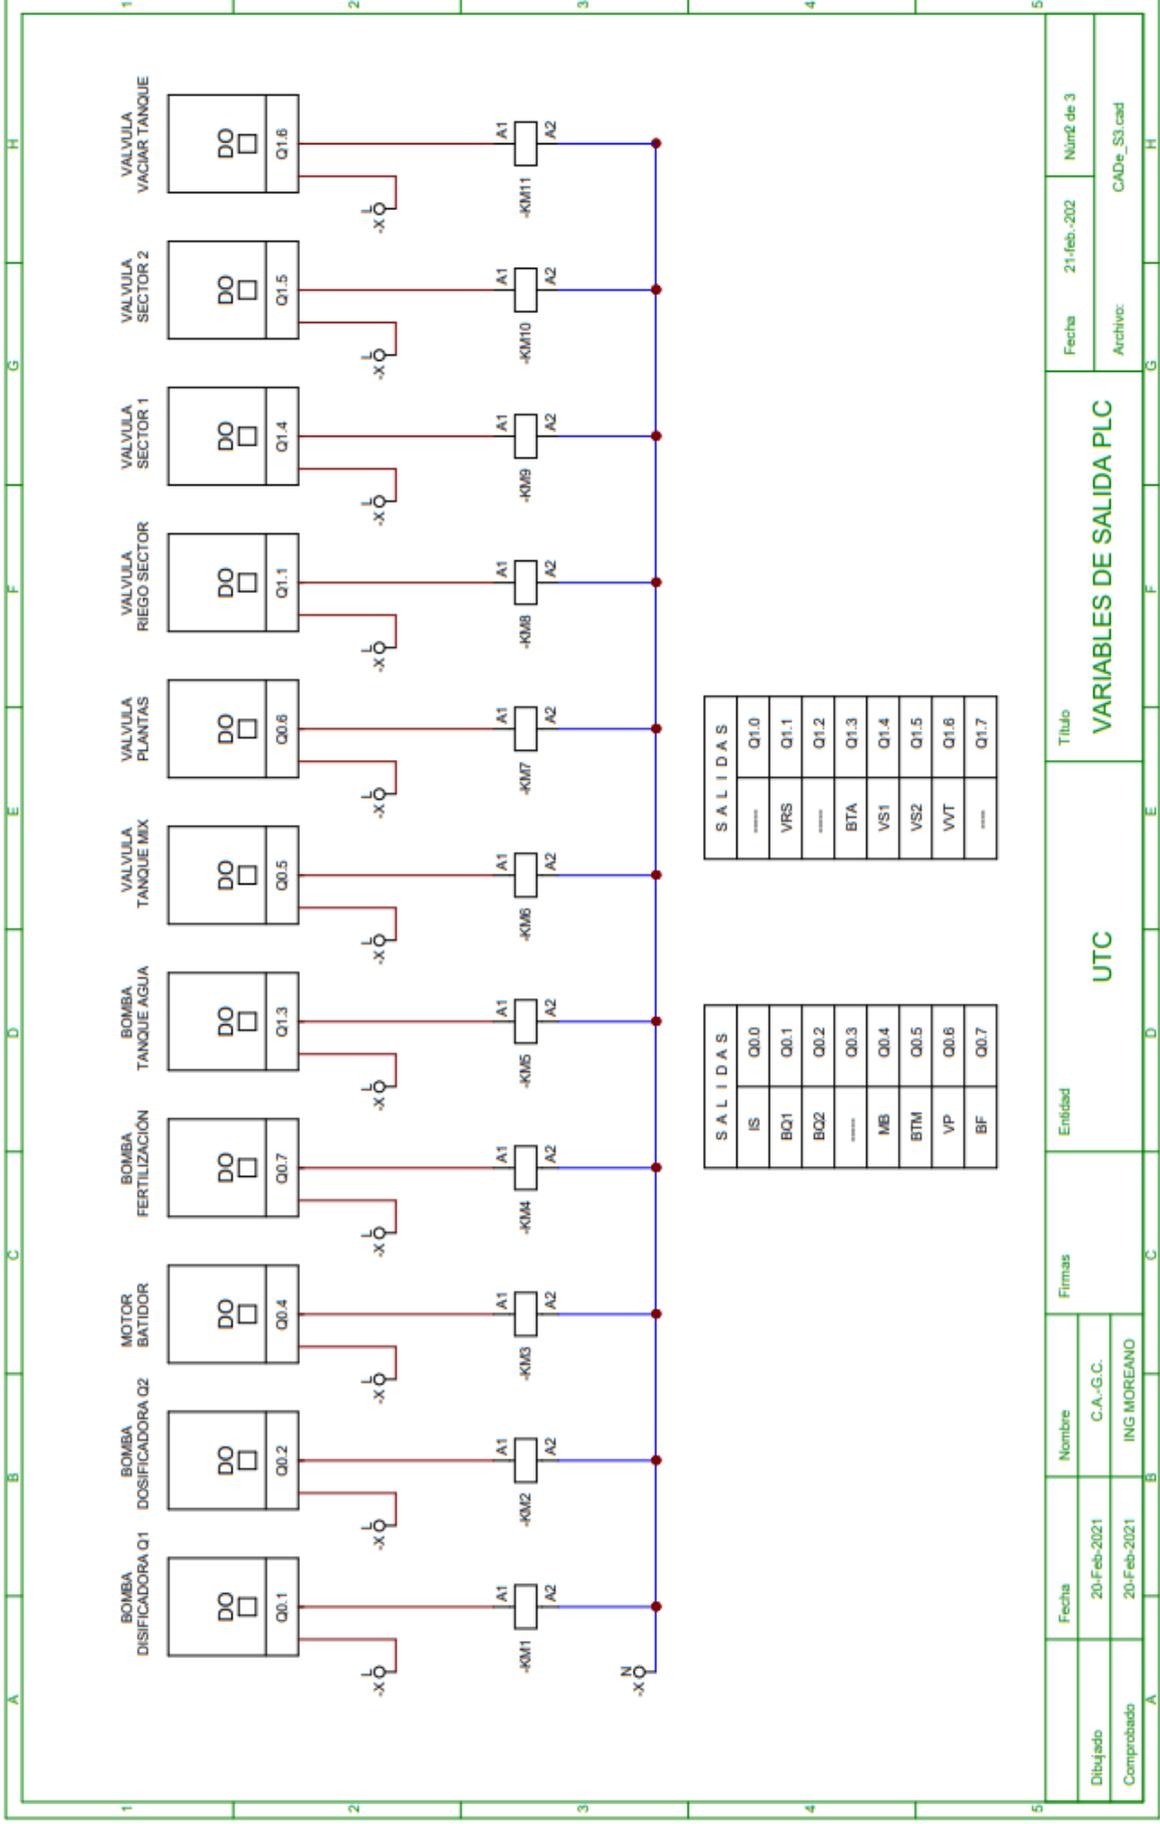 1
2
3
4
5
A
B
C
D
E
F
G
H
BOMBA
DISIFICADORA Q1
DO
Q0.1
-X
L
A1
A2
-KM1
BOMBA
DOSIFICADORA Q2
DO
Q0.2
-X
L
A1
A2
-KM2
MOTOR
BATIDOR
DO
Q0.4
-X
L
A1
A2
-KM3
BOMBA
FERTILIZACIÓN
DO
Q0.7
-X
L
A1
A2
-KM4
BOMBA
TANQUE AGUA
DO
Q1.3
-X
L
A1
A2
-KM5
VALVULA
TANQUE MIX
DO
Q0.5
-X
L
A1
A2
-KM6
VALVULA
PLANTAS
DO
Q0.6
-X
L
A1
A2
-KM7
VALVULA
RIEGO SECTOR
DO
Q1.1
-X
L
A1
A2
-KM8
VALVULA
SECTOR 1
DO
Q1.4
-X
L
A1
A2
-KM9
VALVULA
SECTOR 2
DO
Q1.5
-X
L
A1
A2
-KM10
VALVULA
VACIAR TANQUE
DO
Q1.6
-X
L
A1
A2
-KM11
-X
N
S A L I D A S
IS Q0.0
BQ1 Q0.1
BQ2 Q0.2
---- Q0.3
MB Q0.4
BTM Q0.5
VP Q0.6
BF Q0.7
S A L I D A S
---- Q1.0
VRS Q1.1
---- Q1.2
BTA Q1.3
VS1 Q1.4
VS2 Q1.5
VVT Q1.6
---- Q1.7
Fecha Nombre Firmas
Dibujado 20-Feb-2021 C.A.-G.C.
Comprobado 20-Feb-2021 ING MOREANO
Entidad
UTC
Título
VARIABLES DE SALIDA PLC
Fecha 21-feb.-202 Núm2 de 3
Archivo: CADe_S3.cad
A
B
C
D
E
F
G
H
1
2
3
4
5